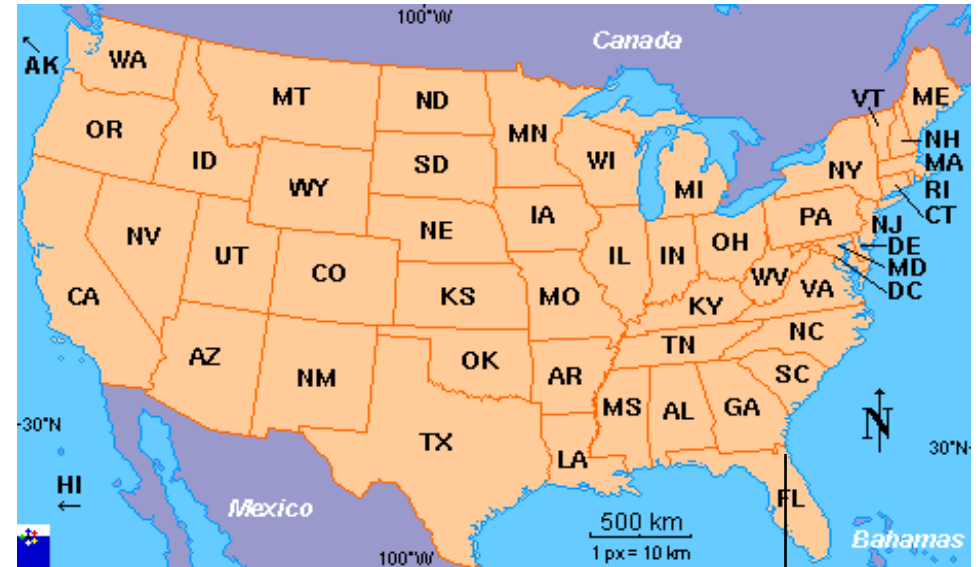 100°W
Canada
AK
WA
MT
ND
MN
VT
ME
OR
ID
SD
WI
MI
NY
NH
MA
WY
RI
CT
NV
UT
NE
IA
IL
IN
OH
PA
NJ
DE
MD
DC
CA
CO
KS
MO
WV
VA
KY
AZ
NM
OK
AR
TN
NC
SC
TX
MS
AL
GA
N
30°N
30°N
LA
HI
FL
Mexico
500 km
1 px = 10 km
Bahamas
100°W